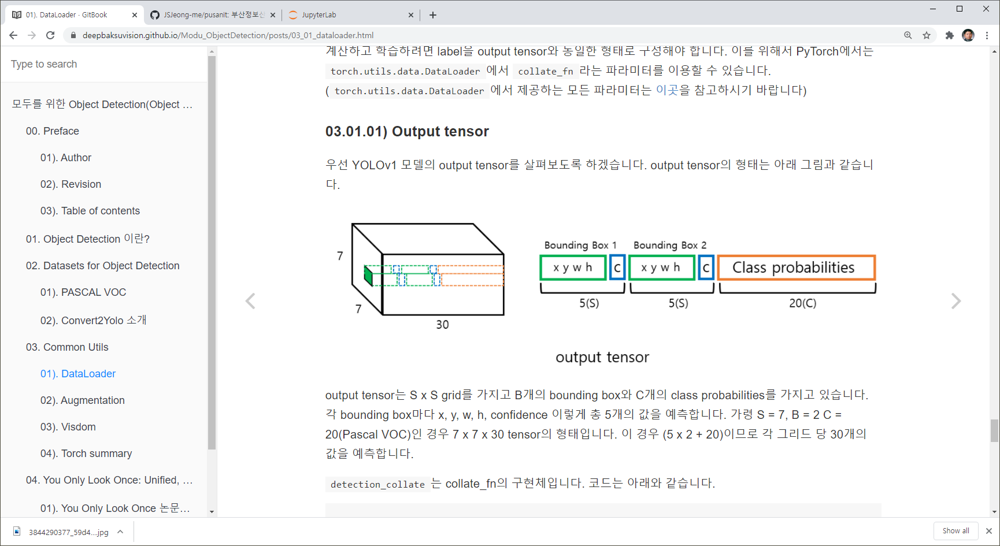 01). DataLoader · GitBook
JSJeong-me/pusanit: 부산정보산
JupyterLab
deepbaksuvision.github.io/Modu_ObjectDetection/posts/03_01_dataloader.html
Type to search
모두를 위한 Object Detection(Object ...
00. Preface
01). Author
02). Revision
03). Table of contents
01. Object Detection 이란?
02. Datasets for Object Detection
01). PASCAL VOC
02). Convert2Yolo 소개
03. Common Utils
01). DataLoader
02). Augmentation
03). Visdom
04). Torch summary
04. You Only Look Once: Unified, ...
01). You Only Look Once 논문...
계산하고 학습하려면 label을 output tensor와 동일한 형태로 구성해야 합니다. 이를 위해서 PyTorch에서는
torch.utils.data.DataLoader 에서 collate_fn 라는 파라미터를 이용할 수 있습니다.
( torch.utils.data.DataLoader 에서 제공하는 모든 파라미터는 이곳을 참고하시기 바랍니다)
03.01.01) Output tensor
우선 YOLOv1 모델의 output tensor를 살펴보도록 하겠습니다. output tensor의 형태는 아래 그림과 같습니
다.
7
7
30
Bounding Box 1 Bounding Box 2
x y w h C x y w h C Class probabilities
5(S) 5(S) 20(C)
output tensor
output tensor는 S x S grid를 가지고 B개의 bounding box와 C개의 class probabilities를 가지고 있습니다.
각 bounding box마다 x, y, w, h, confidence 이렇게 총 5개의 값을 예측합니다. 가령 S = 7, B = 2 C =
20(Pascal VOC)인 경우 7 x 7 x 30 tensor의 형태입니다. 이 경우 (5 x 2 + 20)이므로 각 그리드 당 30개의
값을 예측합니다.
detection_collate 는 collate_fn의 구현체입니다. 코드는 아래와 같습니다.
3844290377_59d4....jpg
Show all